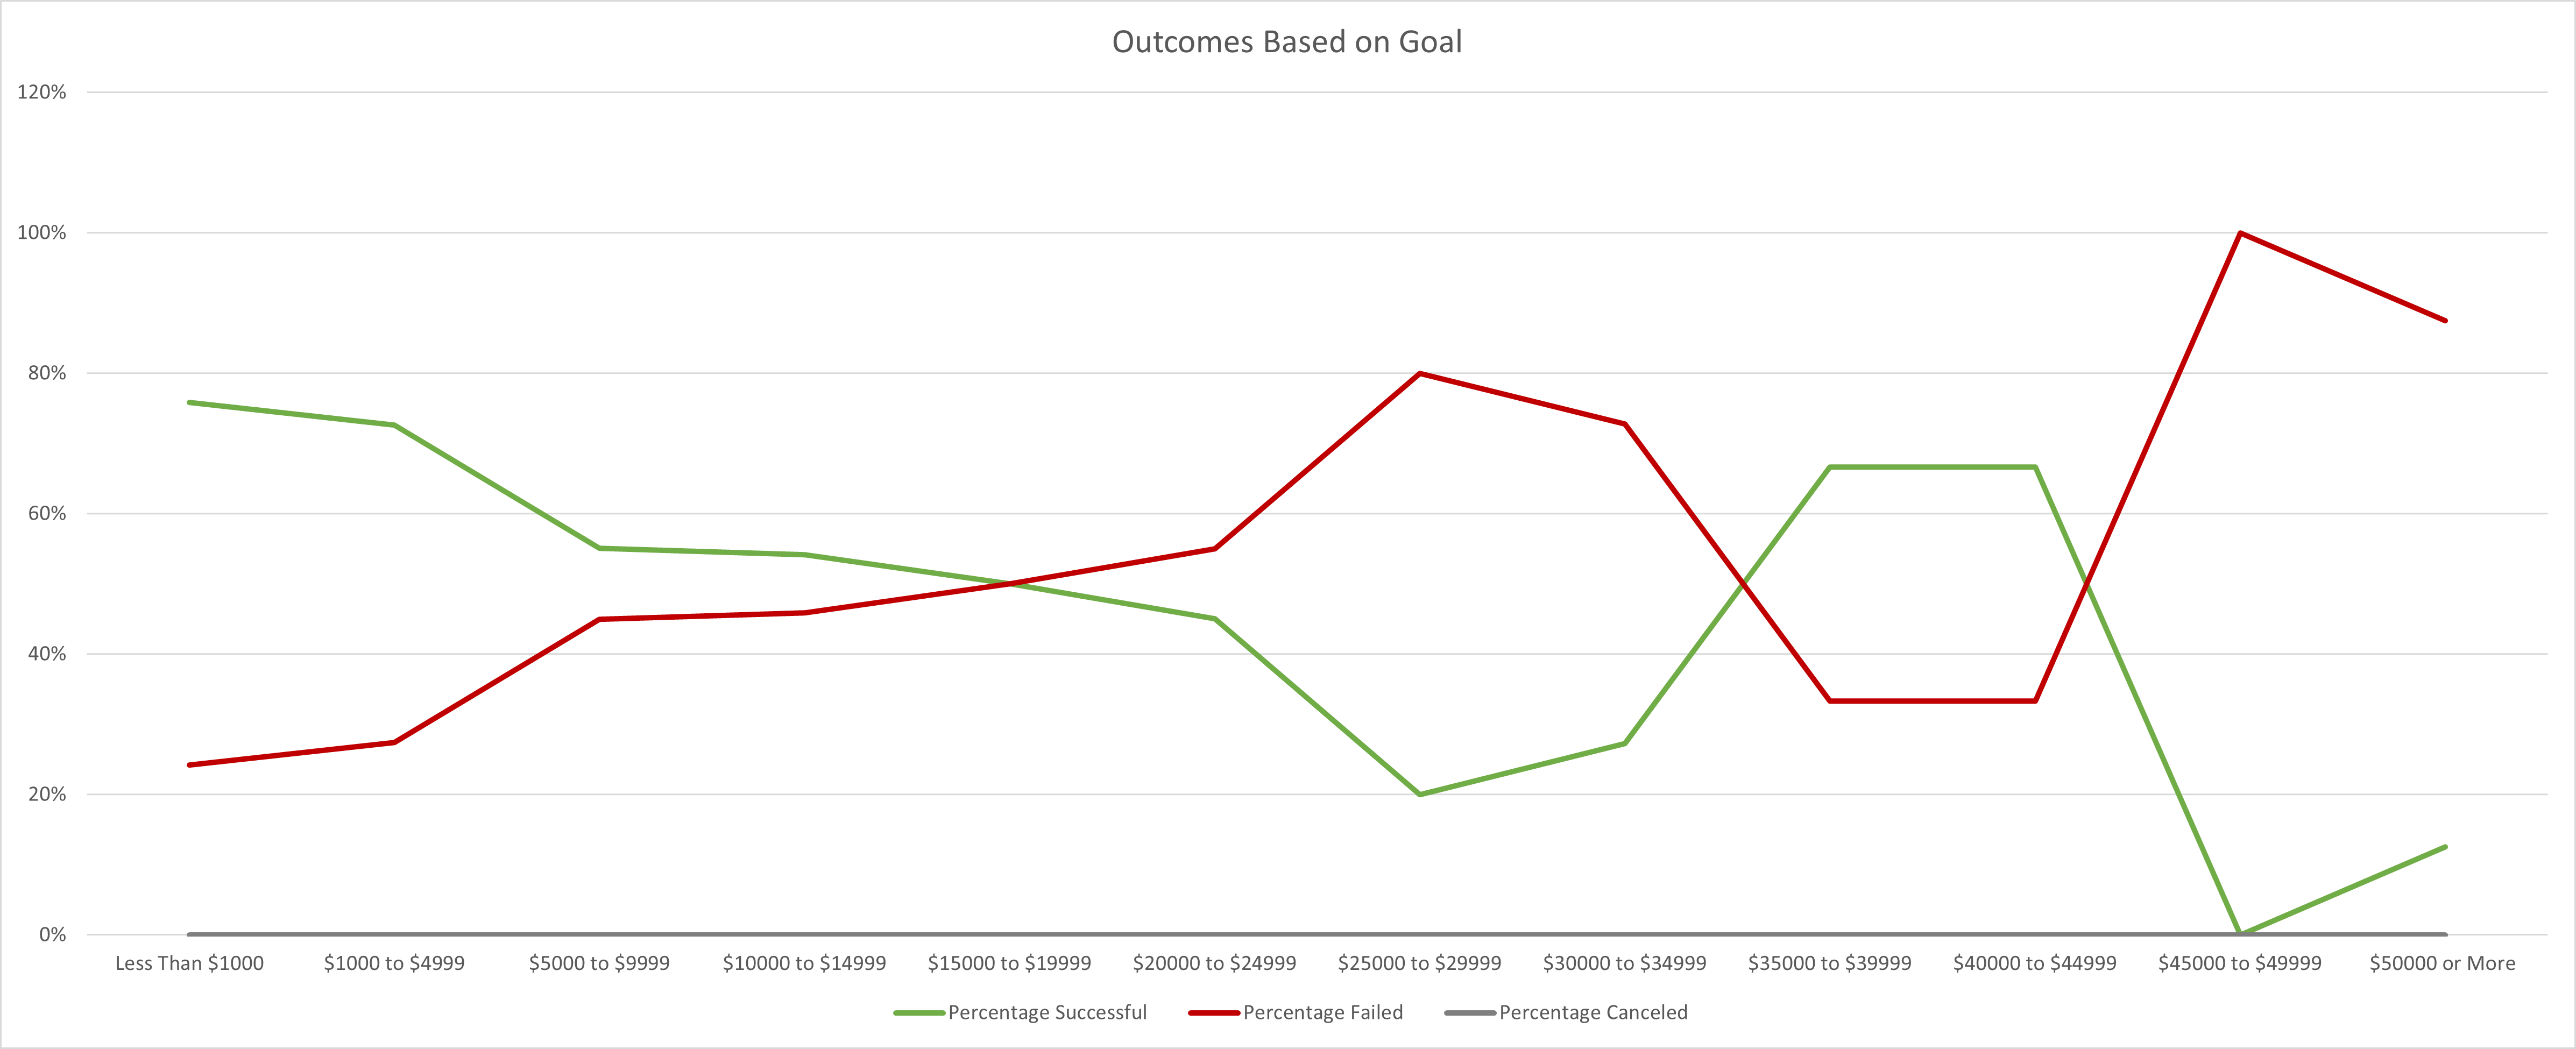 Outcomes Based on Goal
120%
100%
80%
60%
40%
20%
0%
Less Than $1000 $1000 to $4999 $5000 to $9999 $10000 to $14999 $15000 to $19999 $20000 to $24999 $25000 to $29999 $30000 to $34999 $35000 to $39999 $40000 to $44999 $45000 to $49999 $50000 or More
Percentage Successful Percentage Failed Percentage Canceled